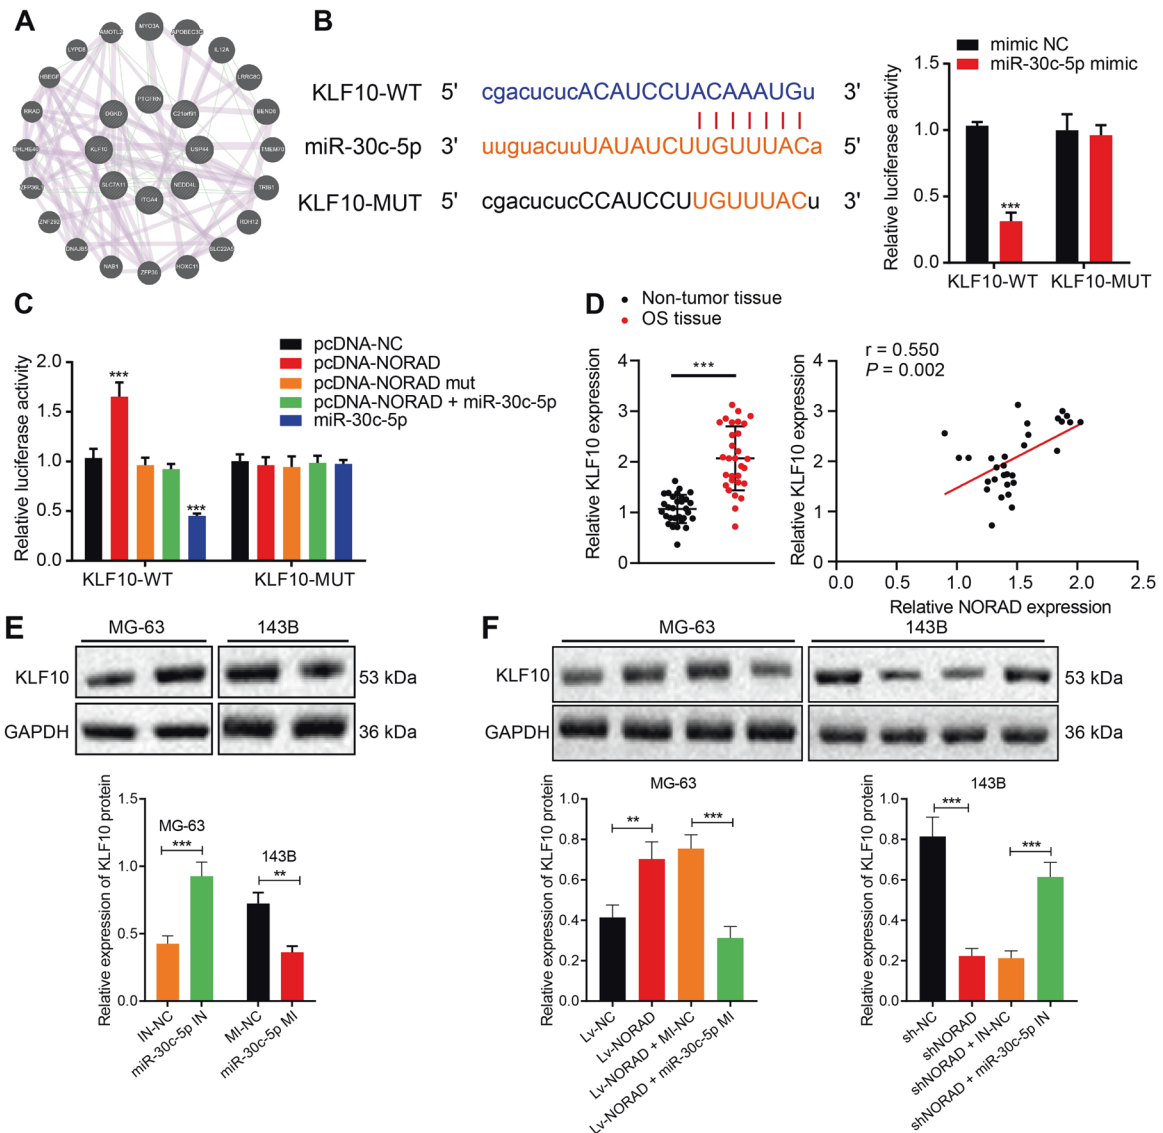 A
MYO3A
AMOTL2
APOBEC3C
LYPD8
IL12A
HBEGF
LRRC8C
PTGFRN
DGKD
C21orf91
RRAD
BEND6
BHLHE40
KLF10
USP44
TMEM70
ZFP36L1
SLC7A11
NEDD4L
TRIB1
ITGA4
ZNF292
RDH12
DNAJB5
SLC22A5
NAB1
ZFP36
HOXC11
B
KLF10-WT 5' cgacucucACAUCCUACAAAUGu 3'
miR-30c-5p 3' uuguacuuUAUAUCUUGUUUACa 5'
KLF10-MUT 5' cgacucucCCAUCCUUGUUUACu 3'
mimic NC
miR-30c-5p mimic
Relative luciferase activity
1.5
1.0
0.5
0.0
***
KLF10-WT KLF10-MUT
C
pcDNA-NC
pcDNA-NORAD
pcDNA-NORAD mut
pcDNA-NORAD + miR-30c-5p
miR-30c-5p
Relative luciferase activity
2.0
1.5
1.0
0.5
0.0
***
***
KLF10-WT KLF10-MUT
D
Non-tumor tissue
OS tissue
Relative KLF10 expression
4
3
2
1
0
***
r = 0.550
P = 0.002
Relative KLF10 expression
4
3
2
1
0
0.0 0.5 1.0 1.5 2.0 2.5
Relative NORAD expression
E
MG-63 143B
KLF10 53 kDa
GAPDH 36 kDa
Relative expression of KLF10 protein
1.5
1.0
0.5
0.0
MG-63
***
143B
**
IN-NC
miR-30c-5p IN
MI-NC
miR-30c-5p MI
F
MG-63 143B
KLF10 53 kDa
GAPDH 36 kDa
MG-63
Relative expression of KLF10 protein
1.0
0.8
0.6
0.4
0.2
0.0
**
***
Lv-NC
Lv-NORAD
Lv-NORAD + MI-NC
Lv-NORAD + miR-30c-5p MI
143B
Relative expression of KLF10 protein
1.0
0.8
0.6
0.4
0.2
0.0
***
***
sh-NC
shNORAD
shNORAD + IN-NC
shNORAD + miR-30c-5p IN